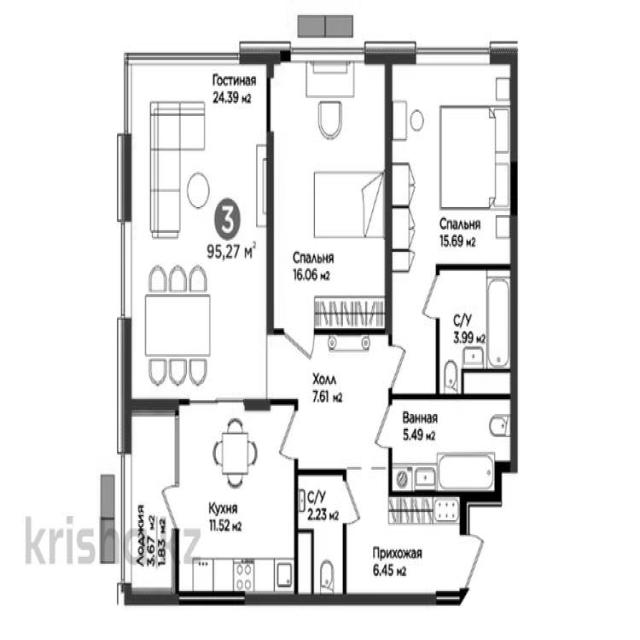 Гостиная
24.39 м2
3
95,27 м²
Спальня
16.06 м2
Спальня
15.69 м2
С/У
3.99 м2
Холл
7.61 м2
Ванная
5.49 м2
Кухня
11.52 м2
С/У
2.23 м2
Прихожая
6.45 м2
Лоджия
3.67 м2
1.83 м2
krisha.kz